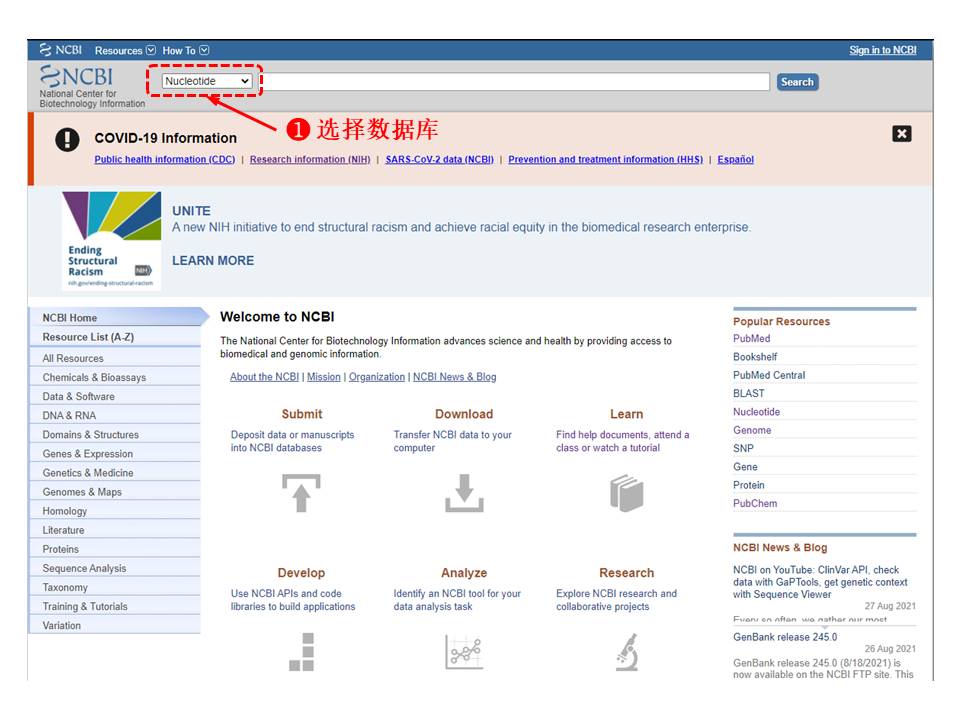 NCBI Resources How To Sign in to NCBI
NCBI
National Center for
Biotechnology Information
Nucleotide
Search
❶选择数据库
COVID-19 Information
Public health information (CDC) | Research information (NIH) | SARS-CoV-2 data (NCBI) | Prevention and treatment information (HHS) | Español
Ending
Structural
Racism
NIH
nih.gov/ending-structural-racism
UNITE
A new NIH initiative to end structural racism and achieve racial equity in the biomedical research enterprise.
LEARN MORE
NCBI Home
Resource List (A-Z)
All Resources
Chemicals & Bioassays
Data & Software
DNA & RNA
Domains & Structures
Genes & Expression
Genetics & Medicine
Genomes & Maps
Homology
Literature
Proteins
Sequence Analysis
Taxonomy
Training & Tutorials
Variation
Welcome to NCBI
The National Center for Biotechnology Information advances science and health by providing access to
biomedical and genomic information.
About the NCBI | Mission | Organization | NCBI News & Blog
Submit
Deposit data or manuscripts
into NCBI databases
Download
Transfer NCBI data to your
computer
Learn
Find help documents, attend a
class or watch a tutorial
Develop
Use NCBI APIs and code
libraries to build applications
Analyze
Identify an NCBI tool for your
data analysis task
Research
Explore NCBI research and
collaborative projects
Popular Resources
PubMed
Bookshelf
PubMed Central
BLAST
Nucleotide
Genome
SNP
Gene
Protein
PubChem
NCBI News & Blog
NCBI on YouTube: ClinVar API, check
data with GaPTools, get genetic context
with Sequence Viewer
27 Aug 2021
Every so often, we gather our most
GenBank release 245.0
26 Aug 2021
GenBank release 245.0 (8/18/2021) is
now available on the NCBI FTP site. This